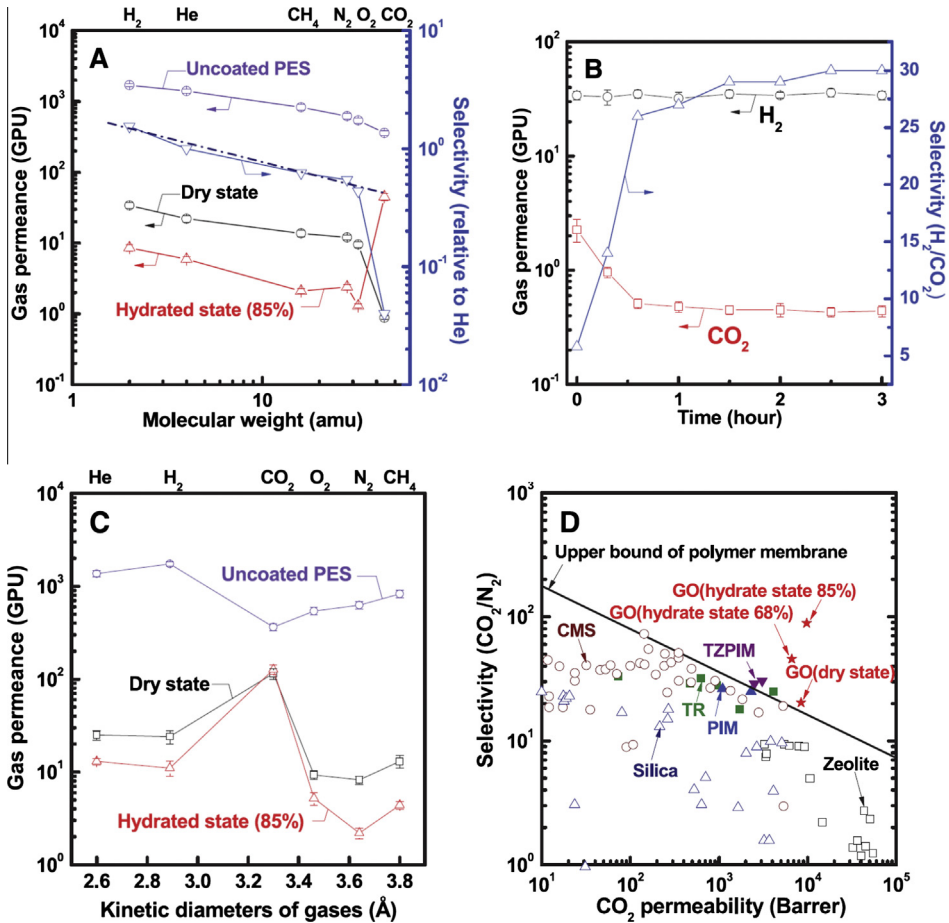 H2 He CH4 N2 O2 CO2
A
10^4
10^3
10^2
10^1
10^0
10^-1
Gas permeance (GPU)
Uncoated PES
Dry state
Hydrated state (85%)
10^1
10^0
10^-1
10^-2
Selectivity (relative to He)
1 10
Molecular weight (amu)
B
10^2
10^1
10^0
10^-1
Gas permeance (GPU)
H2
CO2
30
25
20
15
10
5
Selectivity (H2/CO2)
0 1 2 3
Time (hour)
He H2 CO2 O2 N2 CH4
C
10^4
10^3
10^2
10^1
10^0
Gas permeance (GPU)
Uncoated PES
Dry state
Hydrated state (85%)
2.6 2.8 3.0 3.2 3.4 3.6 3.8
Kinetic diameters of gases (Å)
D
10^3
10^2
10^1
10^0
Selectivity (CO2/N2)
Upper bound of polymer membrane
GO(hydrate state 85%)
GO(hydrate state 68%)
CMS
TZPIM
GO(dry state)
TR
PIM
Silica
Zeolite
10^1 10^2 10^3 10^4 10^5
CO2 permeability (Barrer)